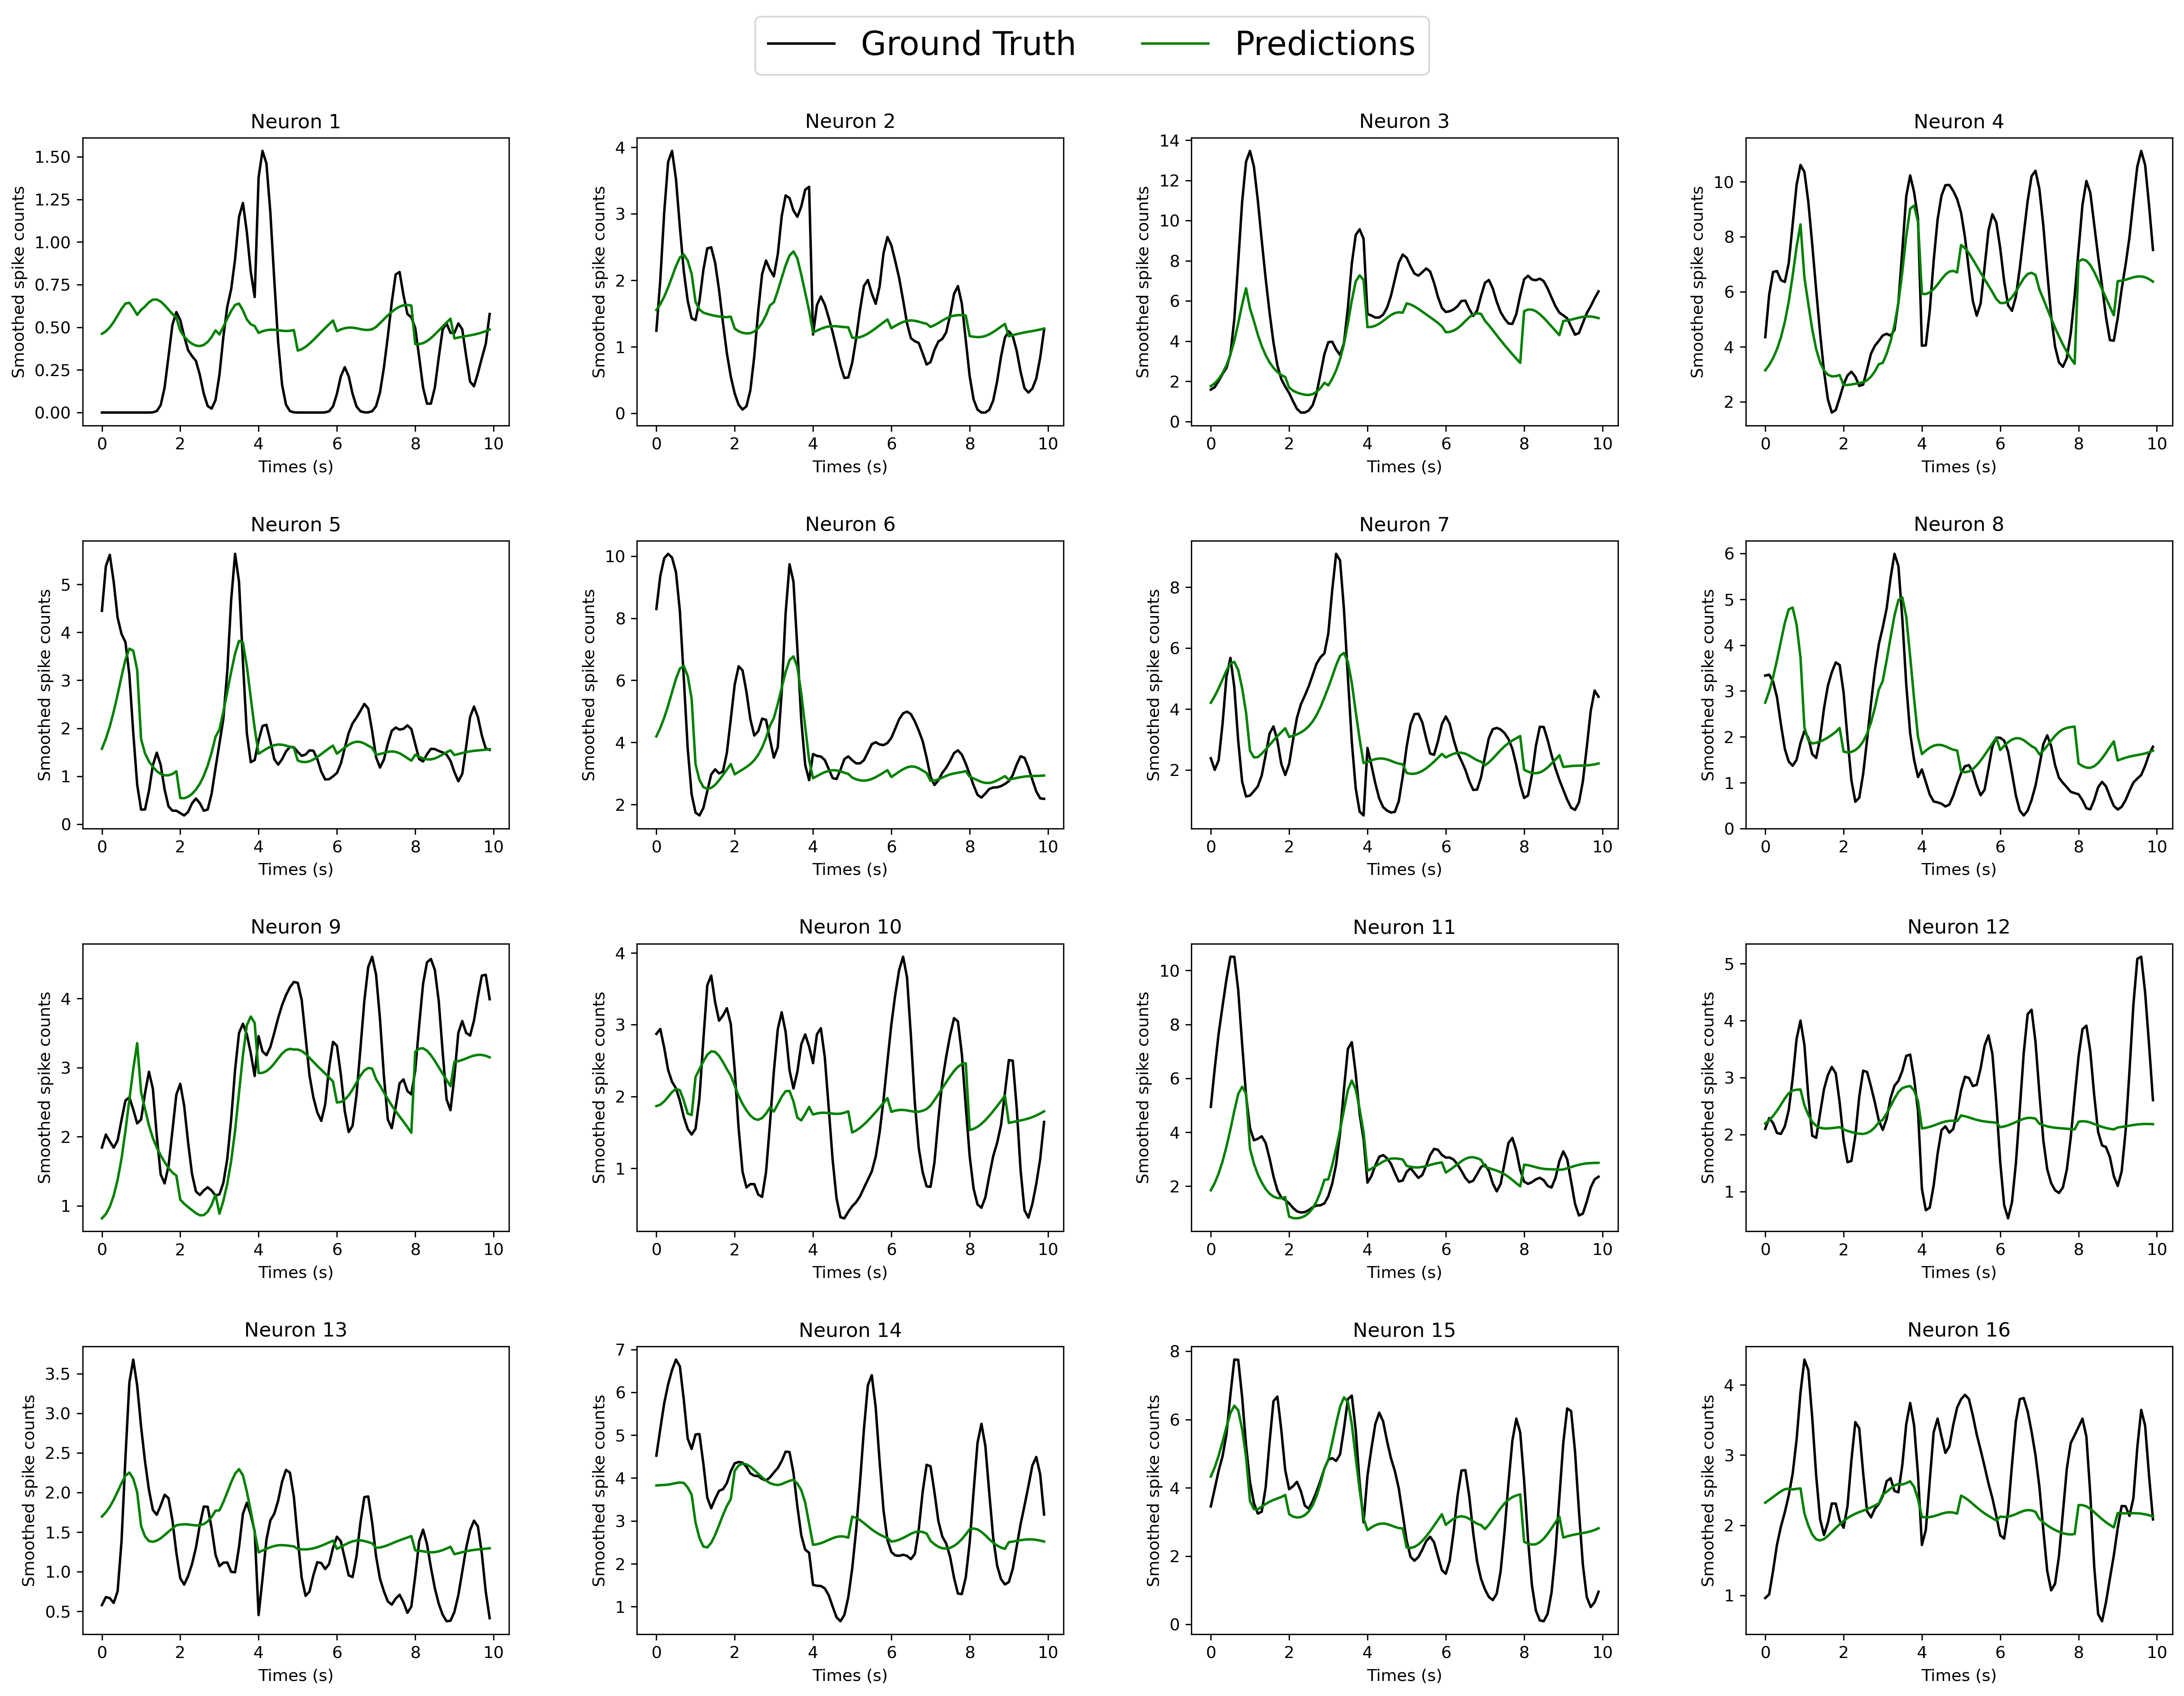 Ground Truth Predictions
Neuron 1 Neuron 2 Neuron 3 Neuron 4
Smoothed spike counts
1.50
1.25
1.00
0.75
0.50
0.25
0.00
0 2 4 6 8 10
Times (s)
Smoothed spike counts
4
3
2
1
0
0 2 4 6 8 10
Times (s)
Smoothed spike counts
14
12
10
8
6
4
2
0
0 2 4 6 8 10
Times (s)
Smoothed spike counts
10
8
6
4
2
0 2 4 6 8 10
Times (s)
Neuron 5 Neuron 6 Neuron 7 Neuron 8
Smoothed spike counts
5
4
3
2
1
0
0 2 4 6 8 10
Times (s)
Smoothed spike counts
10
8
6
4
2
0 2 4 6 8 10
Times (s)
Smoothed spike counts
8
6
4
2
0 2 4 6 8 10
Times (s)
Smoothed spike counts
6
5
4
3
2
1
0
0 2 4 6 8 10
Times (s)
Neuron 9 Neuron 10 Neuron 11 Neuron 12
Smoothed spike counts
4
3
2
1
0 2 4 6 8 10
Times (s)
Smoothed spike counts
4
3
2
1
0 2 4 6 8 10
Times (s)
Smoothed spike counts
10
8
6
4
2
0 2 4 6 8 10
Times (s)
Smoothed spike counts
5
4
3
2
1
0 2 4 6 8 10
Times (s)
Neuron 13 Neuron 14 Neuron 15 Neuron 16
Smoothed spike counts
3.5
3.0
2.5
2.0
1.5
1.0
0.5
0 2 4 6 8 10
Times (s)
Smoothed spike counts
7
6
5
4
3
2
1
0 2 4 6 8 10
Times (s)
Smoothed spike counts
8
6
4
2
0
0 2 4 6 8 10
Times (s)
Smoothed spike counts
4
3
2
1
0 2 4 6 8 10
Times (s)